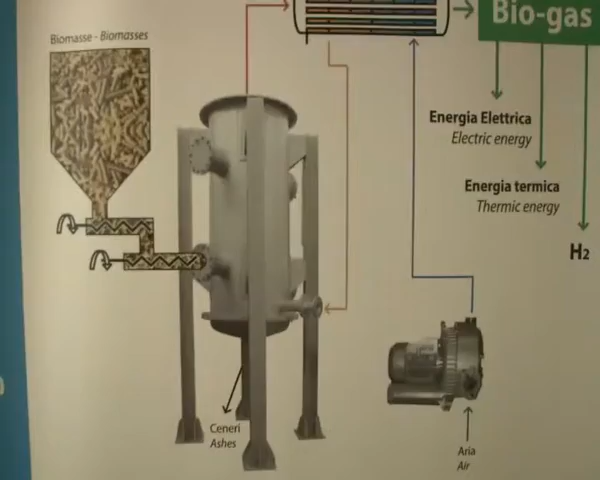 Bio-gas
Biomasse - Biomasses
Energia Elettrica
Electric energy
Energia termica
Thermic energy
H2
Ceneri
Ashes
Aria
Air